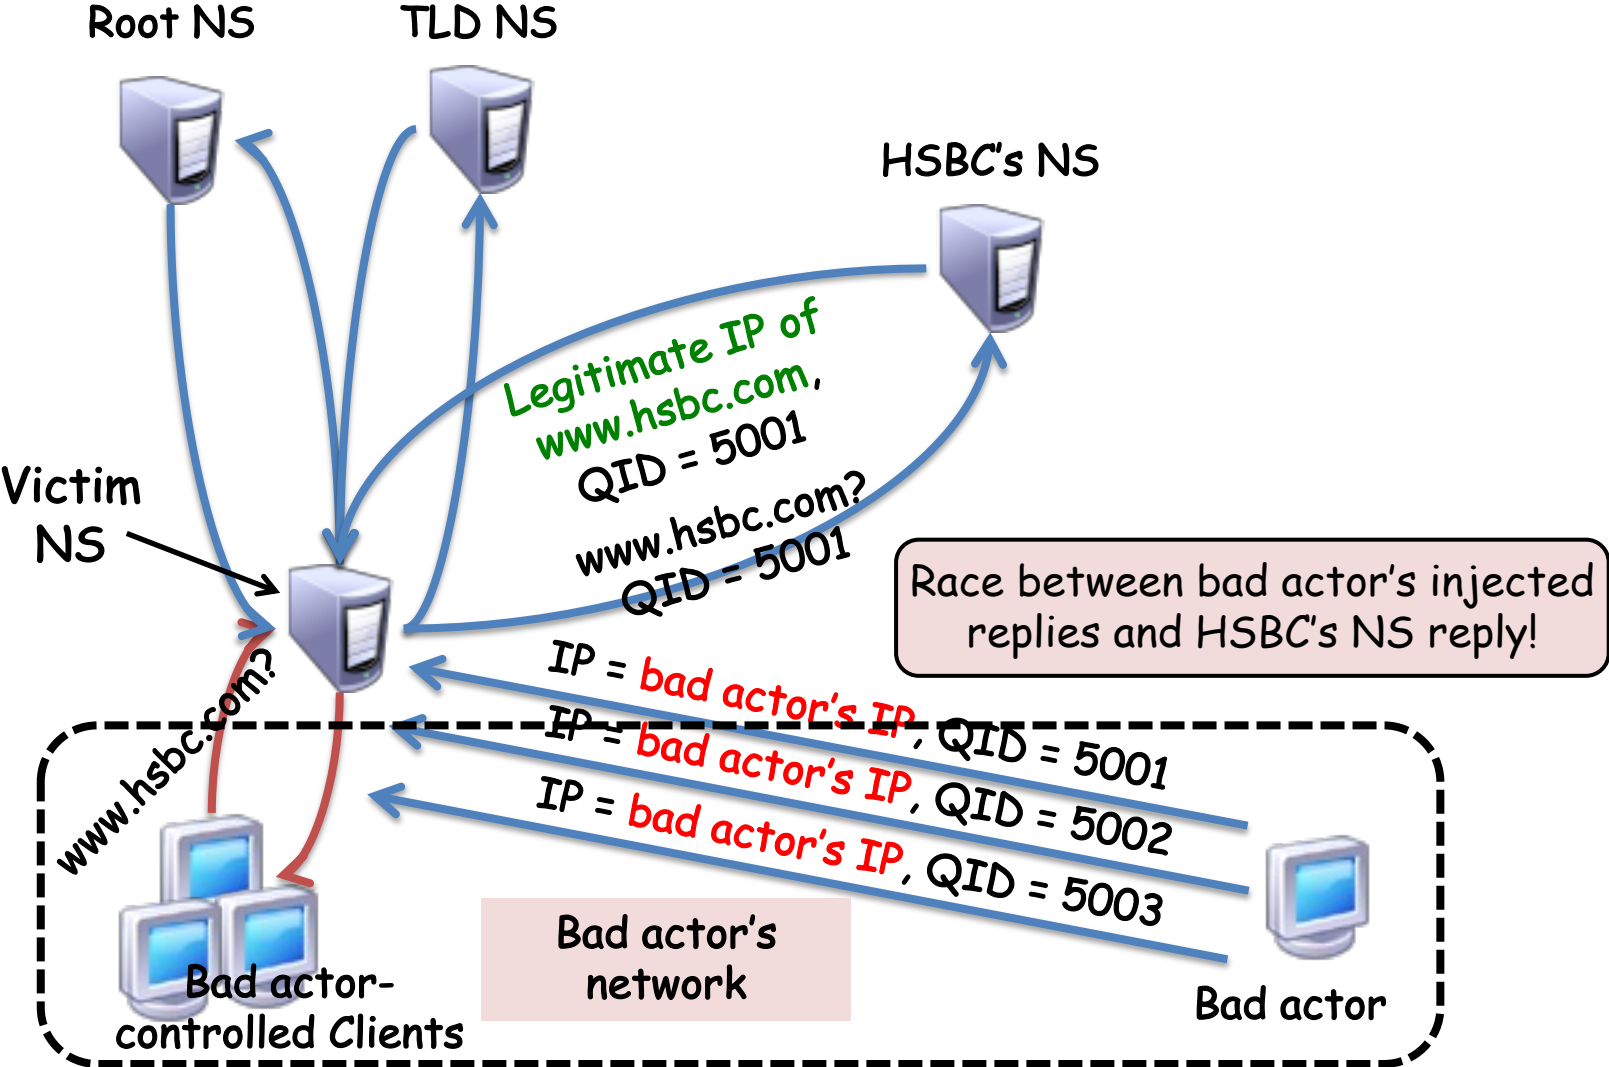 Root NS
TLD NS
HSBC's NS
Legitimate IP of
www.hsbc.com,
QID = 5001
www.hsbc.com?
QID = 5001
Victim
NS
Race between bad actor's injected
replies and HSBC's NS reply!
www.hsbc.com?
IP = bad actor's IP, QID = 5001
IP = bad actor's IP, QID = 5002
IP = bad actor's IP, QID = 5003
Bad actor's
network
Bad actor-
controlled Clients
Bad actor